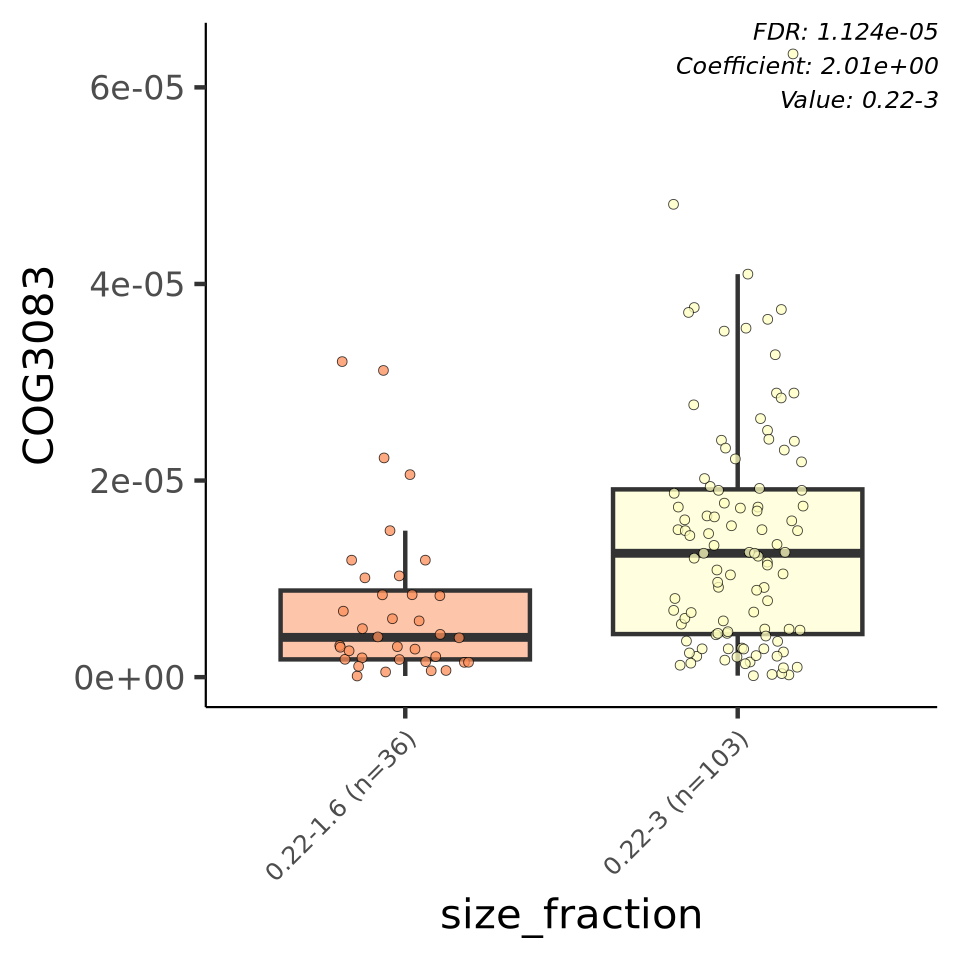 FDR: 1.124e-05
Coefficient: 2.01e+00
Value: 0.22-3
6e-05
4e-05
2e-05
0e+00
COG3083
0.22-1.6 (n=36)
0.22-3 (n=103)
size_fraction